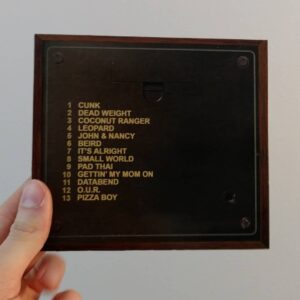 1 CUNK
2 DEAD WEIGHT
3 COCONUT RANGER
4 LEOPARD
5 JOHN & NANCY
6 BEIRD
7 IT'S ALRIGHT
8 SMALL WORLD
9 PAD THAI
10 GETTIN' MY MOM ON
11 DATABEND
12 O.U.R.
13 PIZZA BOY